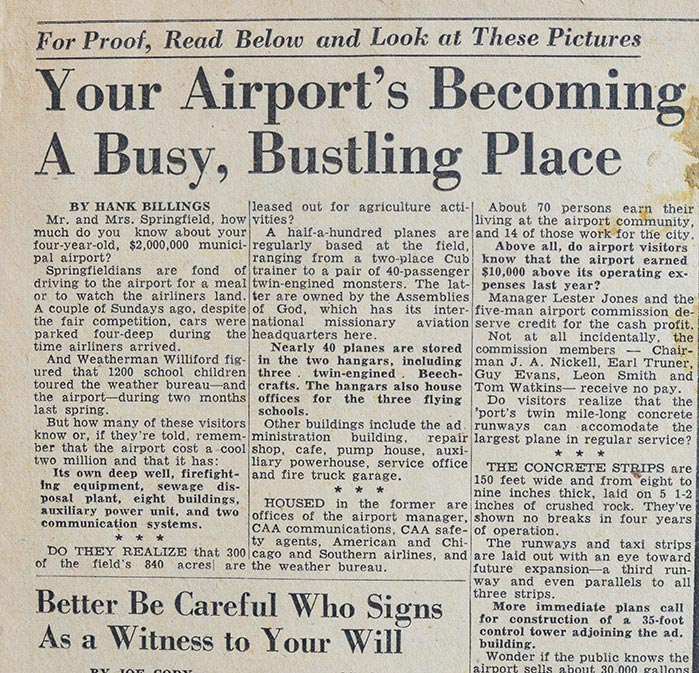 For Proof, Read Below and Look at These Pictures
Your Airport's Becoming
A Busy, Bustling Place
BY HANK BILLINGS
Mr. and Mrs. Springfield, how
much do you know about your
four-year-old, $2,000,000 munici-
pal airport?
Springfieldians are fond of
driving to the airport for a meal
or to watch the airliners land.
A couple of Sundays ago, despite
the fair competition, cars were
parked four-deep during the
time airliners arrived.
And Weatherman Williford fig-
ured that 1200 school children
toured the weather bureau—and
the airport—during two months
last spring.
But how many of these visitors
know or, if they're told, remem-
ber that the airport cost a cool
two million and that it has:
Its own deep well, firefight-
ing equipment, sewage dis-
posal plant, eight buildings,
auxiliary power unit, and two
communication systems.
* * *
DO THEY REALIZE that 300
of the field's 840 acres are
leased out for agriculture acti-
vities?
A half-a-hundred planes are
regularly based at the field,
ranging from a two-place Cub
trainer to a pair of 40-passenger
twin-engined monsters. The lat-
ter are owned by the Assemblies
of God, which has its inter-
national missionary aviation
headquarters here.
Nearly 40 planes are stored
in the two hangars, including
three twin-engined Beech-
crafts. The hangars also house
offices for the three flying
schools.
Other buildings include the ad
ministration building, repair
shop, cafe, pump house, auxi-
liary powerhouse, service office
and fire truck garage.
* * *
HOUSED in the former are
offices of the airport manager,
CAA communications, CAA safe-
ty agents, American and Chi-
cago and Southern airlines, and
the weather bureau.
About 70 persons earn their
living at the airport community,
and 14 of those work for the city.
Above all, do airport visitors
know that the airport earned
$10,000 above its operating ex-
penses last year?
Manager Lester Jones and the
five-man airport commission de-
serve credit for the cash profit.
Not at all incidentally, the
commission members — Chair-
man J. A. Nickell, Earl Truner,
Guy Evans, Leon Smith and
Tom Watkins— receive no pay.
Do visitors realize that the
'port's twin mile-long concrete
runways can accomodate the
largest plane in regular service?
* * *
THE CONCRETE STRIPS are
150 feet wide and from eight to
nine inches thick, laid on 5 1-2
inches of crushed rock. They've
shown no breaks in four years
of operation.
The runways and taxi strips
are laid out with an eye toward
future expansion—a third run-
way and even parallels to all
three strips.
More immediate plans call
for construction of a 35-foot
control tower adjoining the ad.
building.
Wonder if the public knows the
airport sells about 30,000 gallons
Better Be Careful Who Signs
As a Witness to Your Will
BY JOE CODY